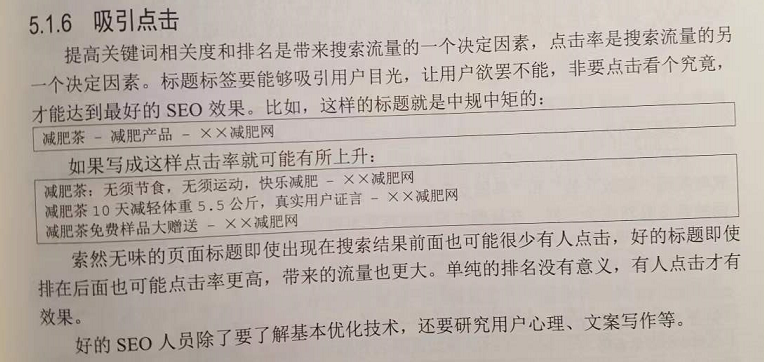 5.1.6 吸引点击
提高关键词相关度和排名是带来搜索流量的一个决定因素，点击率是搜索流量的另
一个决定因素。标题标签要能够吸引用户目光，让用户欲罢不能，非要点击看个究竟，
才能达到最好的 SEO 效果。比如，这样的标题就是中规中矩的：
减肥茶 – 减肥产品 – ××减肥网
如果写成这样点击率就可能有所上升：
减肥茶：无须节食，无须运动，快乐减肥 – ××减肥网
减肥茶 10 天减轻体重 5.5 公斤，真实用户证言 – ××减肥网
减肥茶免费样品大赠送 – ××减肥网
索然无味的页面标题即使出现在搜索结果前面也可能很少有人点击，好的标题即使
排在后面也可能点击率更高，带来的流量也更大。单纯的排名没有意义，有人点击才有
效果。
好的 SEO 人员除了要了解基本优化技术，还要研究用户心理、文案写作等。